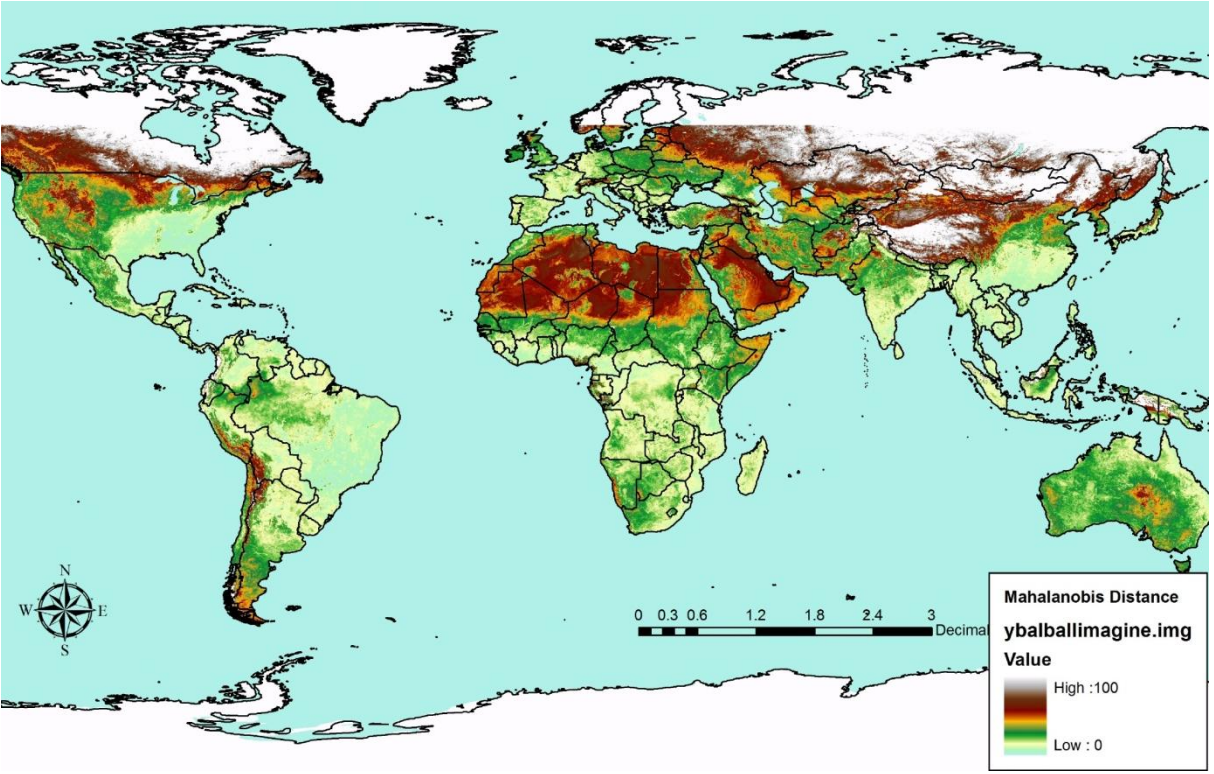 N
W E
S
0 0.3 0.6 1.2 1.8 2.4 3
Decimal
Mahalanobis Distance
ybalballimagine.img
Value
High :100
Low : 0